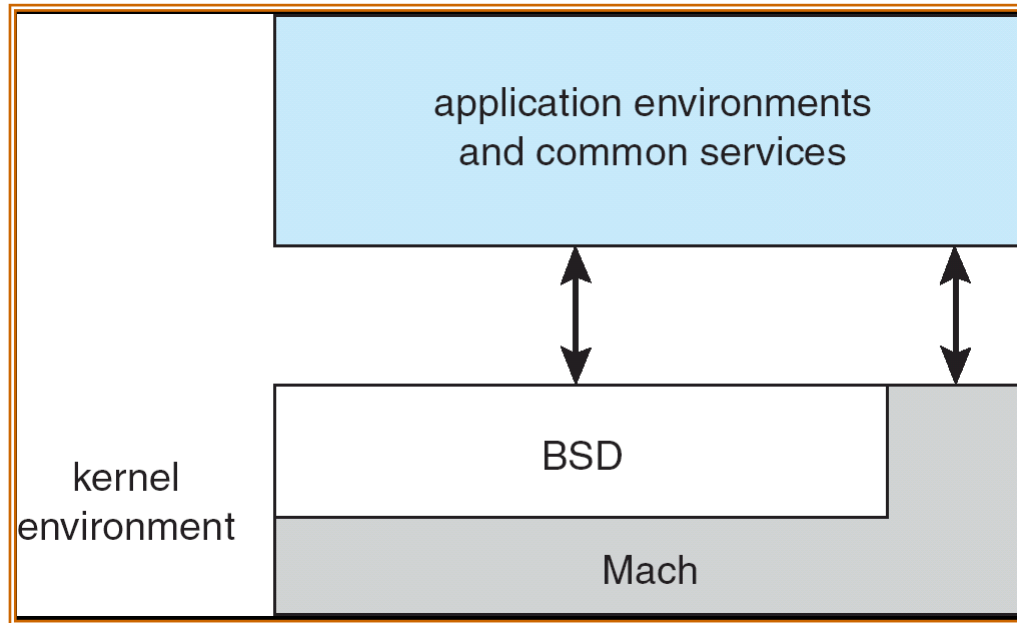 application environments
and common services
BSD
kernel
environment
Mach